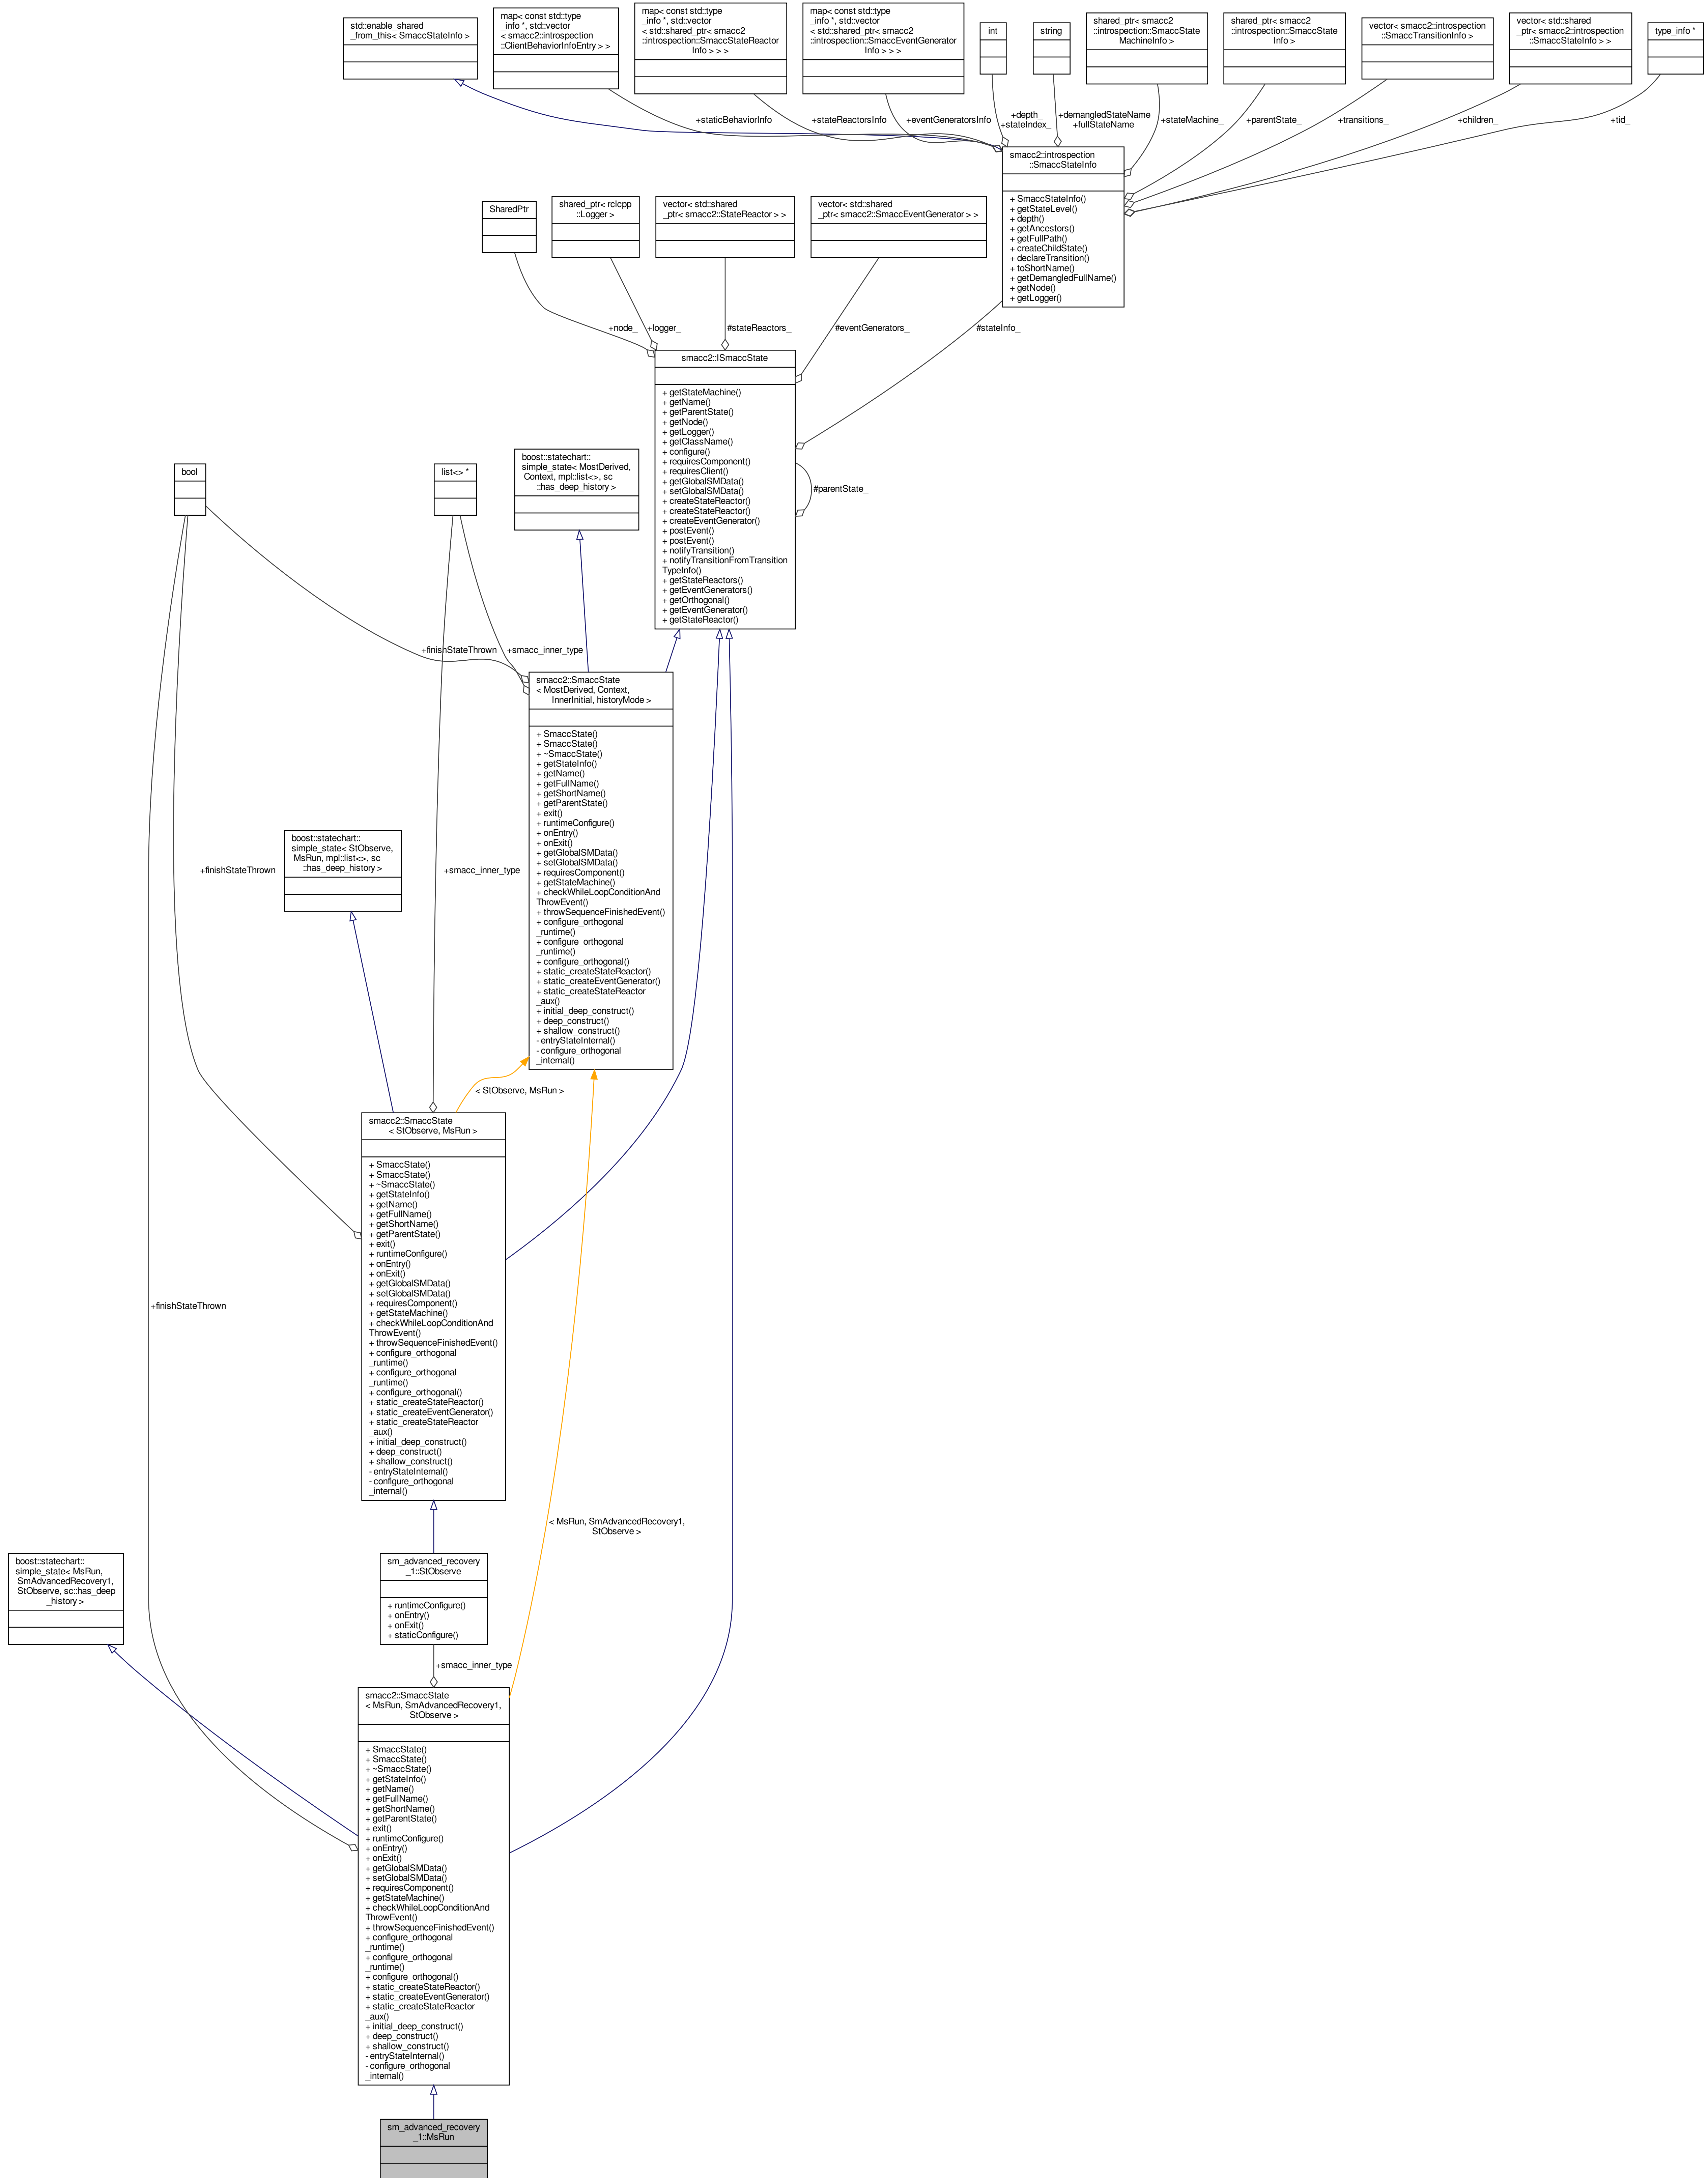 std::enable_shared
_from_this< SmaccStateInfo >
map< const std::type
_info *, std::vector
< smacc2::introspection
::ClientBehaviorInfoEntry > >
map< const std::type
_info *, std::vector
< std::shared_ptr< smacc2
::introspection::SmaccStateReactor
Info > > >
map< const std::type
_info *, std::vector
< std::shared_ptr< smacc2
::introspection::SmaccEventGenerator
Info > > >
int
string
shared_ptr< smacc2
::introspection::SmaccState
MachineInfo >
shared_ptr< smacc2
::introspection::SmaccState
Info >
vector< smacc2::introspection
::SmaccTransitionInfo >
vector< std::shared
_ptr< smacc2::introspection
::SmaccStateInfo > >
type_info *
+staticBehaviorInfo
+stateReactorsInfo
+eventGeneratorsInfo
+depth_
+stateIndex_
+demangledStateName
+fullStateName
+stateMachine_
+parentState_
+transitions_
+children_
+tid_
smacc2::introspection
::SmaccStateInfo
+ SmaccStateInfo()
+ getStateLevel()
+ depth()
+ getAncestors()
+ getFullPath()
+ createChildState()
+ declareTransition()
+ toShortName()
+ getDemangledFullName()
+ getNode()
+ getLogger()
SharedPtr
shared_ptr< rclcpp
::Logger >
vector< std::shared
_ptr< smacc2::StateReactor > >
vector< std::shared
_ptr< smacc2::SmaccEventGenerator > >
+node_
+logger_
#stateReactors_
#eventGenerators_
#stateInfo_
smacc2::ISmaccState
+ getStateMachine()
+ getName()
+ getParentState()
+ getNode()
+ getLogger()
+ getClassName()
+ configure()
+ requiresComponent()
+ requiresClient()
+ getGlobalSMData()
+ setGlobalSMData()
+ createStateReactor()
+ createStateReactor()
+ createEventGenerator()
+ postEvent()
+ postEvent()
+ notifyTransition()
+ notifyTransitionFromTransition
TypeInfo()
+ getStateReactors()
+ getEventGenerators()
+ getOrthogonal()
+ getEventGenerator()
+ getStateReactor()
#parentState_
bool
list<> *
boost::statechart::
simple_state< MostDerived,
Context, mpl::list<>, sc
::has_deep_history >
+finishStateThrown
+smacc_inner_type
smacc2::SmaccState
< MostDerived, Context,
InnerInitial, historyMode >
+ SmaccState()
+ SmaccState()
+ ~SmaccState()
+ getStateInfo()
+ getName()
+ getFullName()
+ getShortName()
+ getParentState()
+ exit()
+ runtimeConfigure()
+ onEntry()
+ onExit()
+ getGlobalSMData()
+ setGlobalSMData()
+ requiresComponent()
+ getStateMachine()
+ checkWhileLoopConditionAnd
ThrowEvent()
+ throwSequenceFinishedEvent()
+ configure_orthogonal
_runtime()
+ configure_orthogonal
_runtime()
+ configure_orthogonal()
+ static_createStateReactor()
+ static_createEventGenerator()
+ static_createStateReactor
_aux()
+ initial_deep_construct()
+ deep_construct()
+ shallow_construct()
- entryStateInternal()
- configure_orthogonal
_internal()
boost::statechart::
simple_state< StObserve,
MsRun, mpl::list<>, sc
::has_deep_history >
+finishStateThrown
+smacc_inner_type
< StObserve, MsRun >
smacc2::SmaccState
< StObserve, MsRun >
+ SmaccState()
+ SmaccState()
+ ~SmaccState()
+ getStateInfo()
+ getName()
+ getFullName()
+ getShortName()
+ getParentState()
+ exit()
+ runtimeConfigure()
+ onEntry()
+ onExit()
+ getGlobalSMData()
+ setGlobalSMData()
+ requiresComponent()
+ getStateMachine()
+ checkWhileLoopConditionAnd
ThrowEvent()
+ throwSequenceFinishedEvent()
+ configure_orthogonal
_runtime()
+ configure_orthogonal
_runtime()
+ configure_orthogonal()
+ static_createStateReactor()
+ static_createEventGenerator()
+ static_createStateReactor
_aux()
+ initial_deep_construct()
+ deep_construct()
+ shallow_construct()
- entryStateInternal()
- configure_orthogonal
_internal()
+finishStateThrown
< MsRun, SmAdvancedRecovery1,
StObserve >
boost::statechart::
simple_state< MsRun,
SmAdvancedRecovery1,
StObserve, sc::has_deep
_history >
sm_advanced_recovery
_1::StObserve
+ runtimeConfigure()
+ onEntry()
+ onExit()
+ staticConfigure()
+smacc_inner_type
smacc2::SmaccState
< MsRun, SmAdvancedRecovery1,
StObserve >
+ SmaccState()
+ SmaccState()
+ ~SmaccState()
+ getStateInfo()
+ getName()
+ getFullName()
+ getShortName()
+ getParentState()
+ exit()
+ runtimeConfigure()
+ onEntry()
+ onExit()
+ getGlobalSMData()
+ setGlobalSMData()
+ requiresComponent()
+ getStateMachine()
+ checkWhileLoopConditionAnd
ThrowEvent()
+ throwSequenceFinishedEvent()
+ configure_orthogonal
_runtime()
+ configure_orthogonal
_runtime()
+ configure_orthogonal()
+ static_createStateReactor()
+ static_createEventGenerator()
+ static_createStateReactor
_aux()
+ initial_deep_construct()
+ deep_construct()
+ shallow_construct()
- entryStateInternal()
- configure_orthogonal
_internal()
sm_advanced_recovery
_1::MsRun